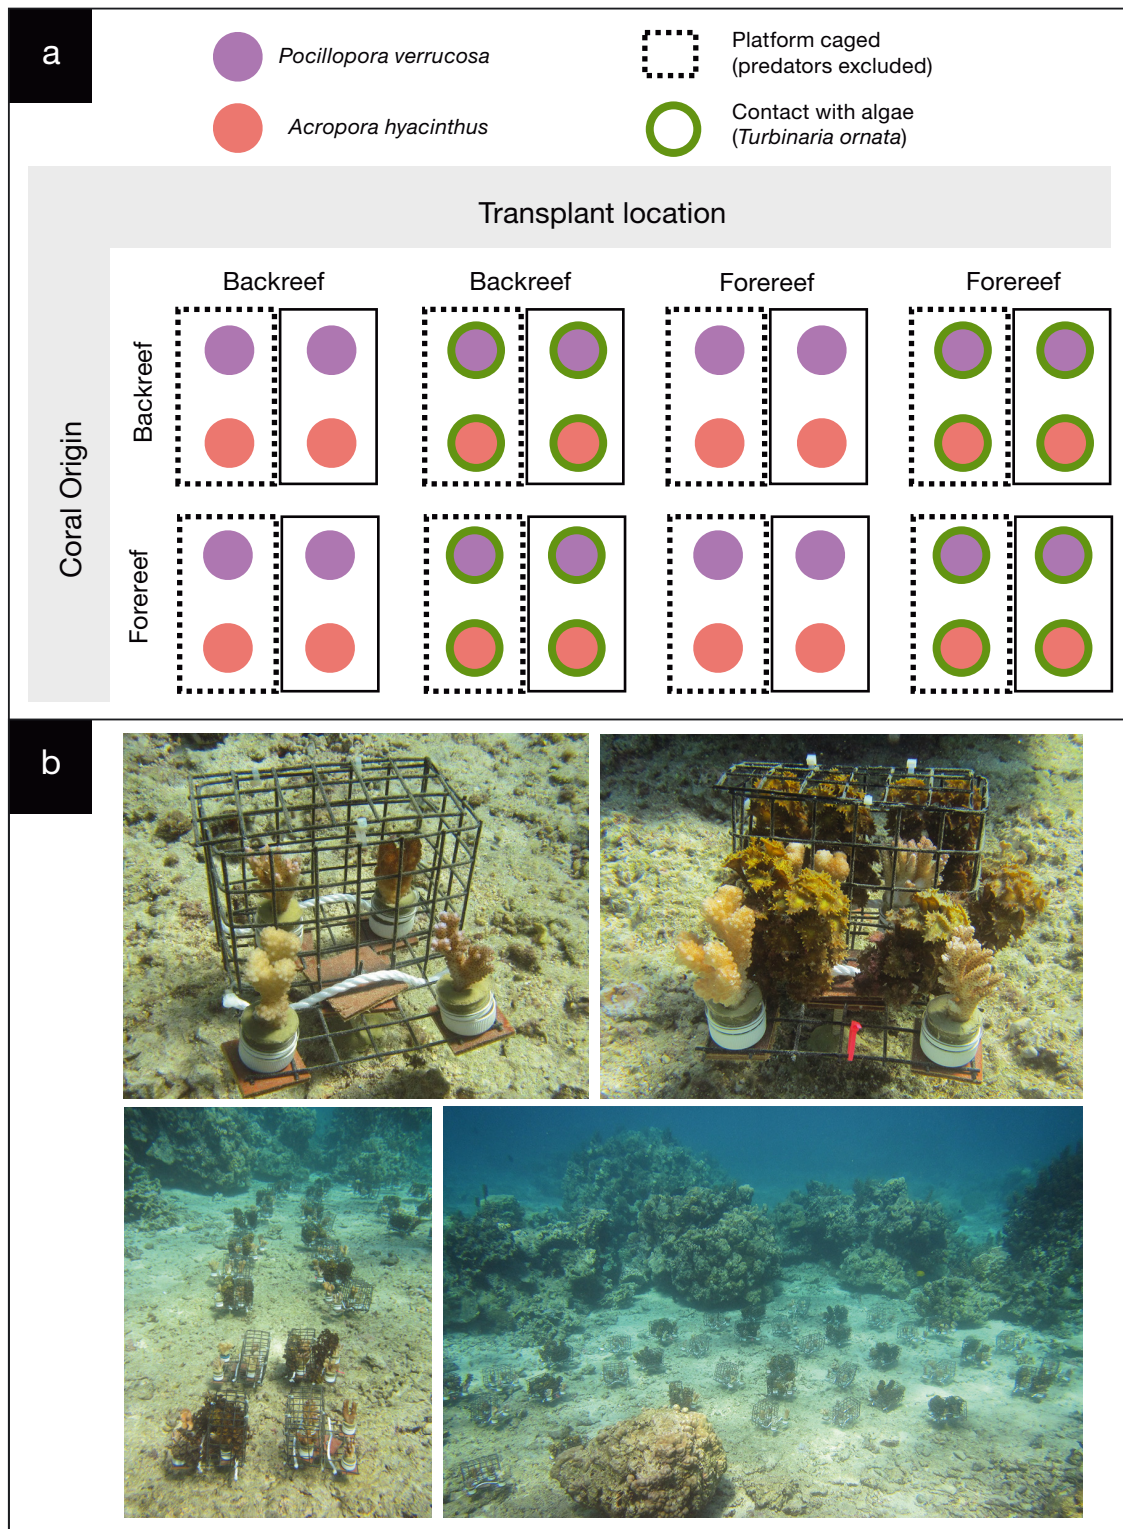 a
Pocillopora verrucosa
Platform caged
(predators excluded)
Acropora hyacinthus
Contact with algae
(Turbinaria ornata)
Transplant location
Coral Origin
Backreef
Backreef
Forereef
Forereef
Backreef
Forereef
b